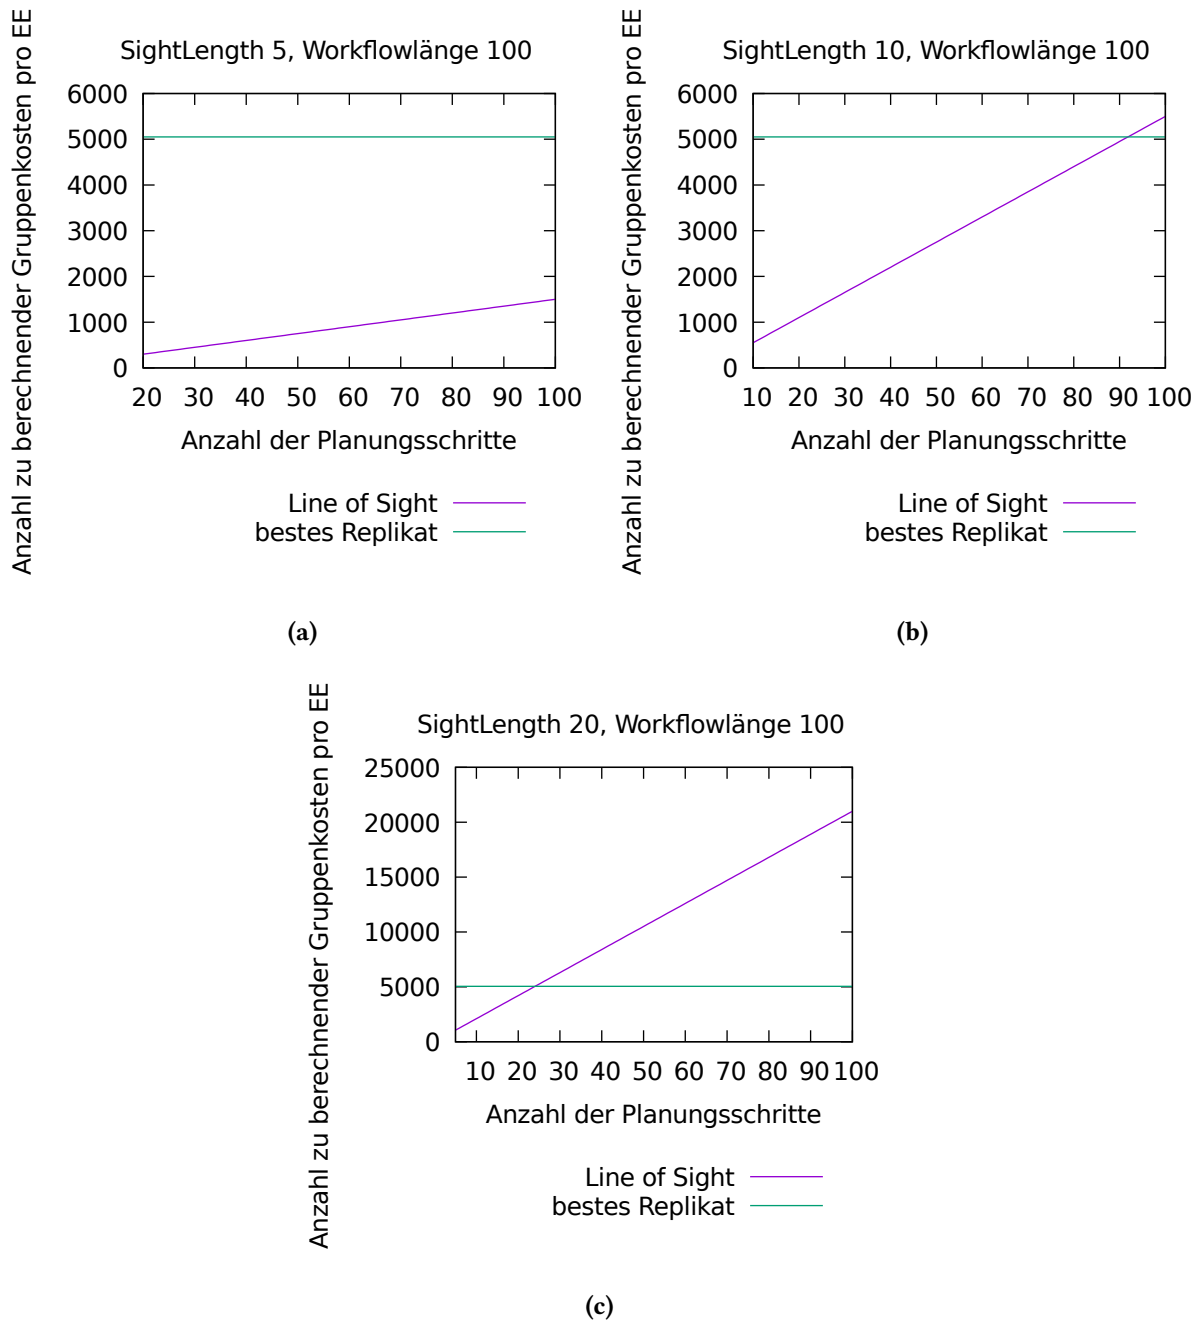 SightLength 5, Workflowlänge 100
Anzahl zu berechnender Gruppenkosten pro EE
6000
5000
4000
3000
2000
1000
0
20 30 40 50 60 70 80 90 100
Anzahl der Planungsschritte
Line of Sight
bestes Replikat
(a)
SightLength 10, Workflowlänge 100
Anzahl zu berechnender Gruppenkosten pro EE
6000
5000
4000
3000
2000
1000
0
10 20 30 40 50 60 70 80 90 100
Anzahl der Planungsschritte
Line of Sight
bestes Replikat
(b)
SightLength 20, Workflowlänge 100
Anzahl zu berechnender Gruppenkosten pro EE
25000
20000
15000
10000
5000
0
10 20 30 40 50 60 70 80 90 100
Anzahl der Planungsschritte
Line of Sight
bestes Replikat
(c)